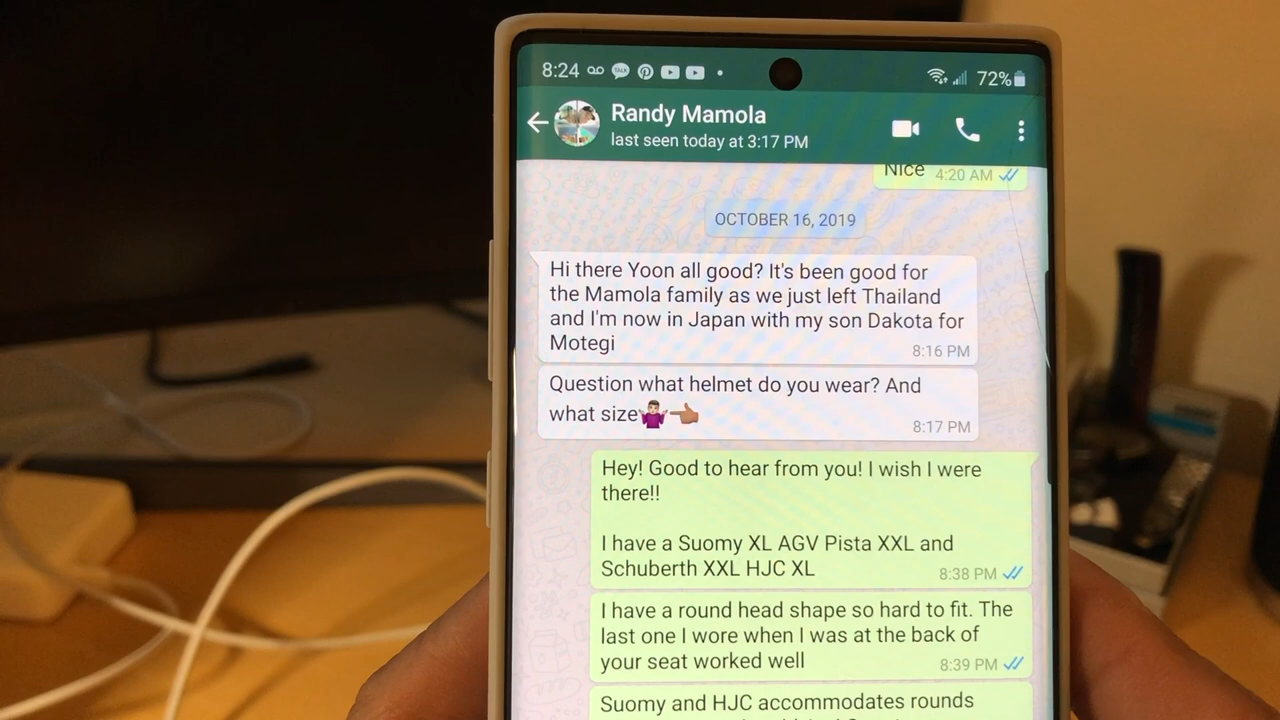 8:24 72%
Randy Mamola
last seen today at 3:17 PM
Nice 4:20 AM
OCTOBER 16, 2019
Hi there Yoon all good? It's been good for
the Mamola family as we just left Thailand
and I'm now in Japan with my son Dakota for
Motegi 8:16 PM
Question what helmet do you wear? And
what size🤷🏻‍♂️👈🏽 8:17 PM
Hey! Good to hear from you! I wish I were
there!!
I have a Suomy XL AGV Pista XXL and
Schuberth XXL HJC XL 8:38 PM
I have a round head shape so hard to fit. The
last one I wore when I was at the back of
your seat worked well 8:39 PM
Suomy and HJC accommodates rounds